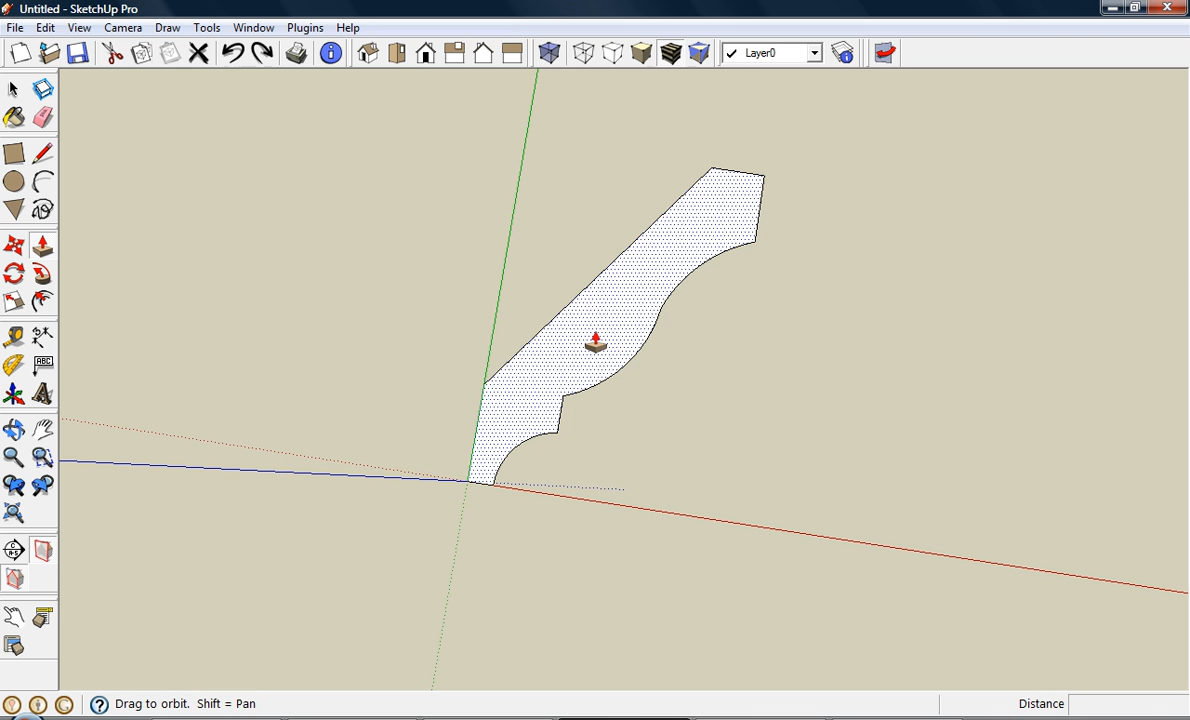 Untitled - SketchUp Pro
File Edit View Camera Draw Tools Window Plugins Help
Layer0
ABC
Drag to orbit. Shift = Pan
Distance